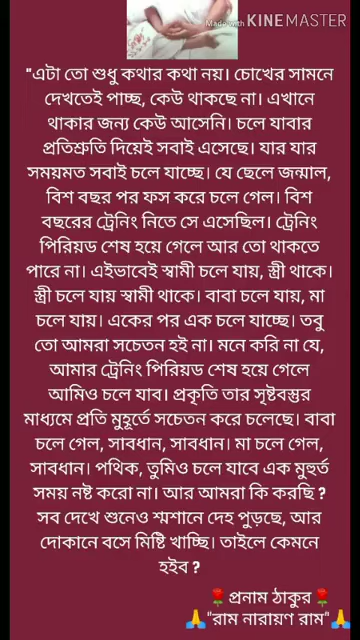 Made with KINEMASTER
"এটা তো শুধু কথার কথা নয়। চোখের সামনে
দেখতেই পাচ্ছ, কেউ থাকছে না। এখানে
থাকার জন্য কেউ আসেনি। চলে যাবার
প্রতিশ্রুতি দিয়েই সবাই এসেছে। যার যার
সময়মত সবাই চলে যাচ্ছে। যে ছেলে জন্মাল,
বিশ বছর পর ফস করে চলে গেল। বিশ
বছরের ট্রেনিং নিতে সে এসেছিল। ট্রেনিং
পিরিয়ড শেষ হয়ে গেলে আর তো থাকতে
পারে না। এইভাবেই স্বামী চলে যায়, স্ত্রী থাকে।
স্ত্রী চলে যায় স্বামী থাকে। বাবা চলে যায়, মা
চলে যায়। একের পর এক চলে যাচ্ছে। তবু
তো আমরা সচেতন হই না। মনে করি না যে,
আমার ট্রেনিং পিরিয়ড শেষ হয়ে গেলে
আমিও চলে যাব। প্রকৃতি তার সৃষ্টবস্তুর
মাধ্যমে প্রতি মুহূর্তে সচেতন করে চলেছে। বাবা
চলে গেল, সাবধান, সাবধান। মা চলে গেল,
সাবধান। পথিক, তুমিও চলে যাবে এক মুহুর্ত
সময় নষ্ট করো না। আর আমরা কি করছি ?
সব দেখে শুনেও শ্মশানে দেহ পুড়ছে, আর
দোকানে বসে মিষ্টি খাচ্ছি। তাইলে কেমনে
হইব ?
🌹প্রনাম ঠাকুর🌹
🙏"রাম নারায়ণ রাম"🙏